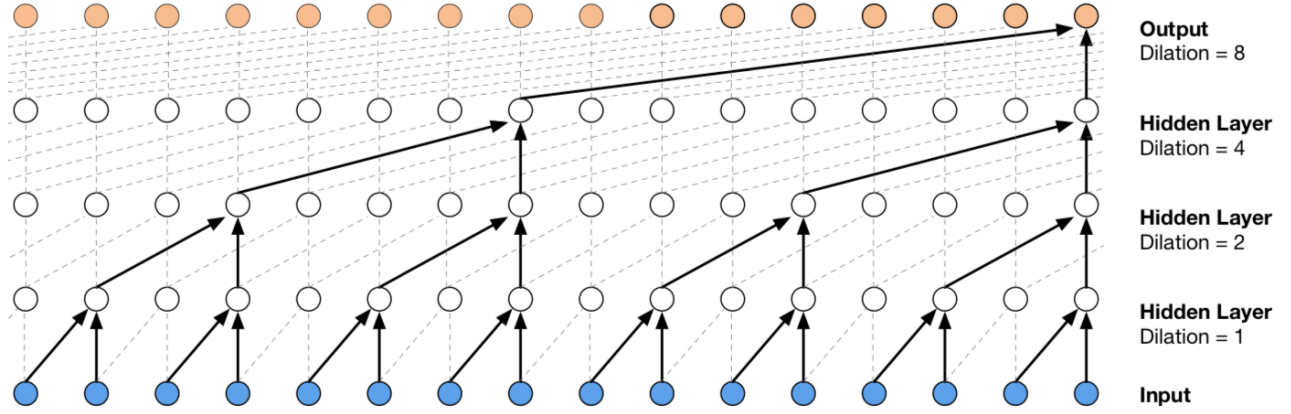 Output
Dilation = 8
Hidden Layer
Dilation = 4
Hidden Layer
Dilation = 2
Hidden Layer
Dilation = 1
Input